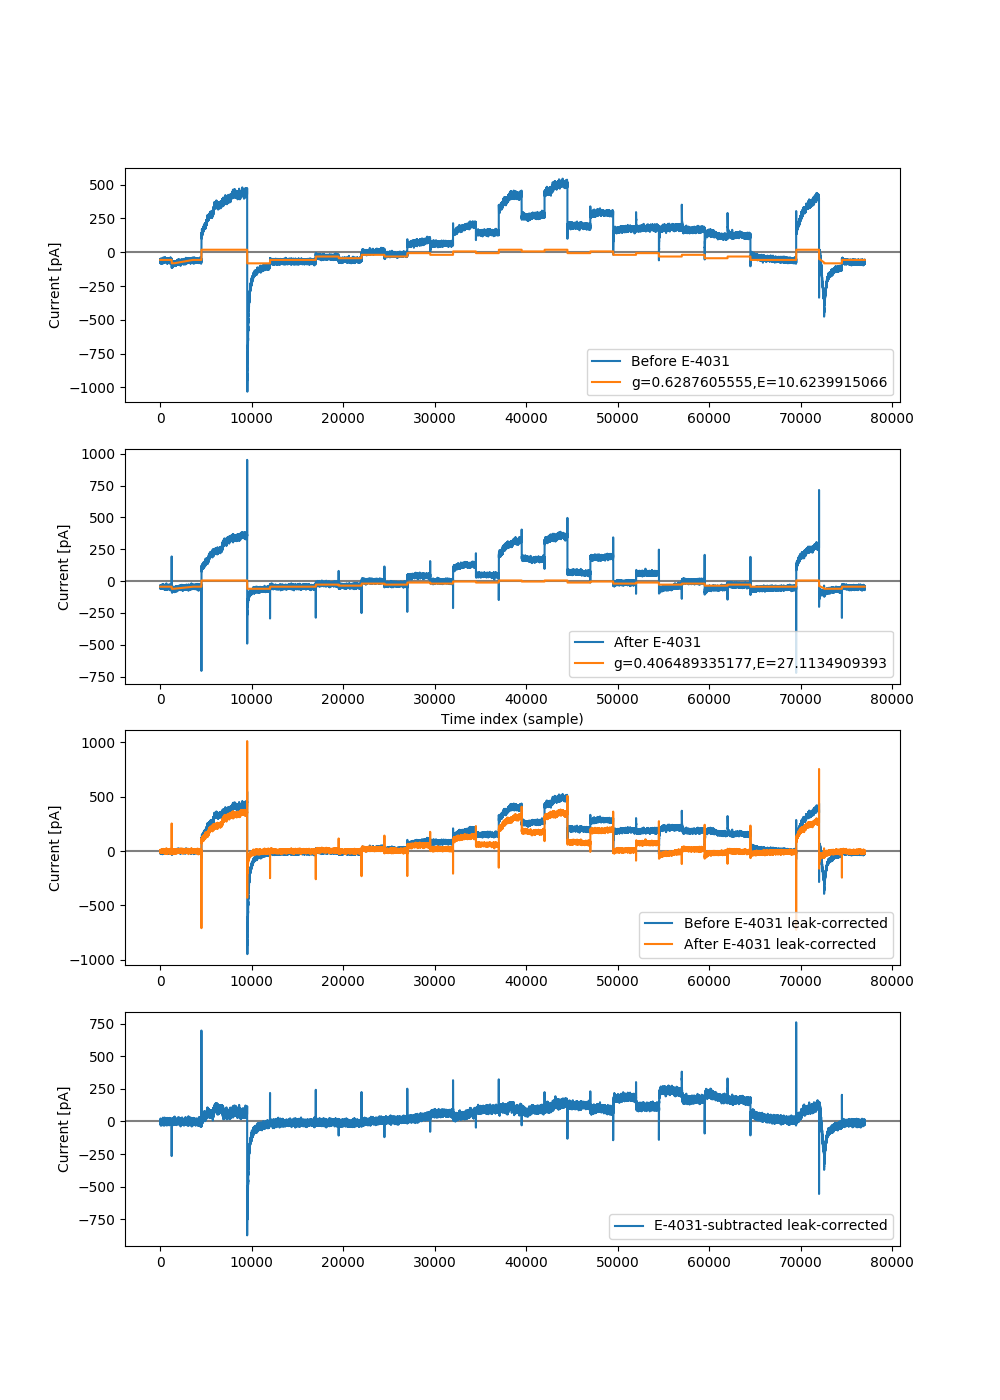 500
250
0
−250
−500
−750
−1000
Current [pA]
Before E-4031
g=0.6287605555,E=10.6239915066
0 10000 20000 30000 40000 50000 60000 70000 80000
1000
750
500
250
0
−250
−500
−750
Current [pA]
After E-4031
g=0.406489335177,E=27.1134909393
0 10000 20000 30000 40000 50000 60000 70000 80000
Time index (sample)
1000
500
0
−500
−1000
Current [pA]
Before E-4031 leak-corrected
After E-4031 leak-corrected
0 10000 20000 30000 40000 50000 60000 70000 80000
750
500
250
0
−250
−500
−750
Current [pA]
E-4031-subtracted leak-corrected
0 10000 20000 30000 40000 50000 60000 70000 80000